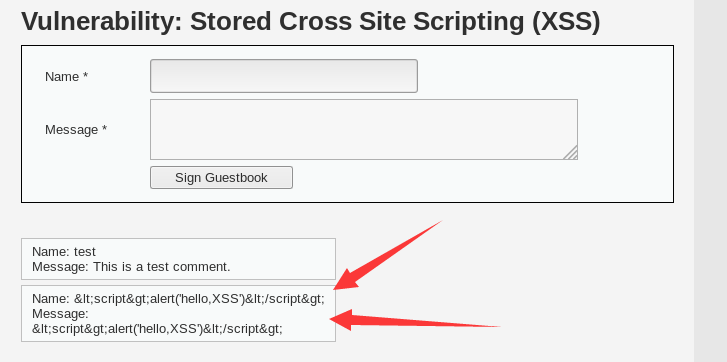 Vulnerability: Stored Cross Site Scripting (XSS)
Name *
Message *
Sign Guestbook
Name: test
Message: This is a test comment.
Name: &lt;script&gt;alert('hello,XSS')&lt;/script&gt;
Message:
&lt;script&gt;alert('hello,XSS')&lt;/script&gt;